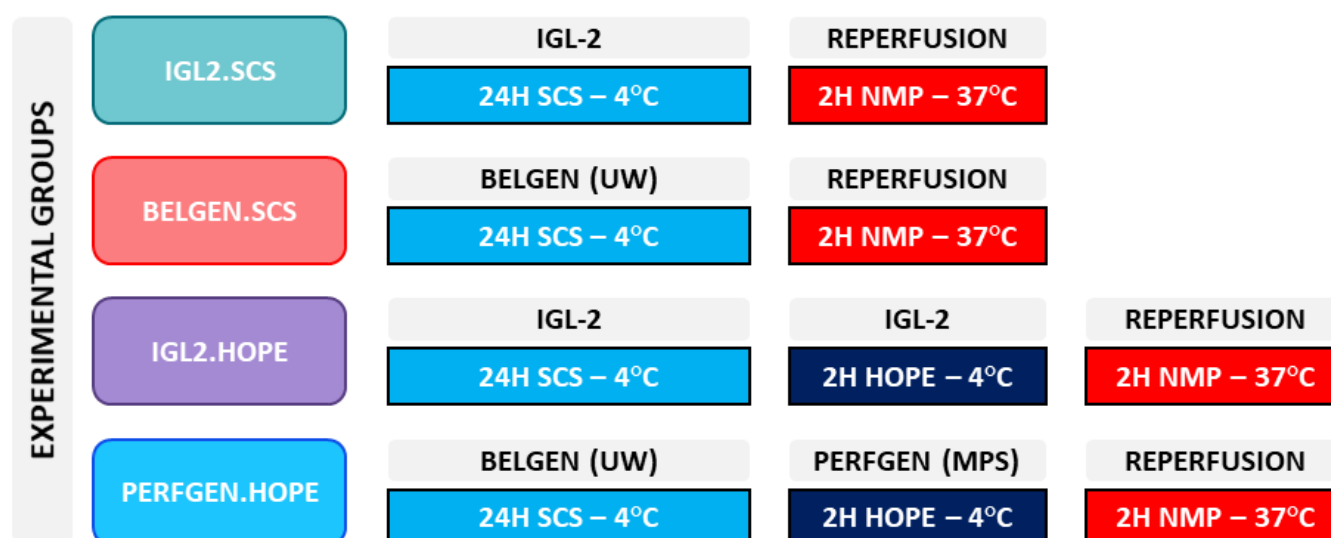 EXPERIMENTAL GROUPS
IGL2.SCS
IGL-2
24H SCS – 4°C
REPERFUSION
2H NMP – 37°C
BELGEN.SCS
BELGEN (UW)
24H SCS – 4°C
REPERFUSION
2H NMP – 37°C
IGL2.HOPE
IGL-2
24H SCS – 4°C
IGL-2
2H HOPE – 4°C
REPERFUSION
2H NMP – 37°C
PERFGEN.HOPE
BELGEN (UW)
24H SCS – 4°C
PERFGEN (MPS)
2H HOPE – 4°C
REPERFUSION
2H NMP – 37°C